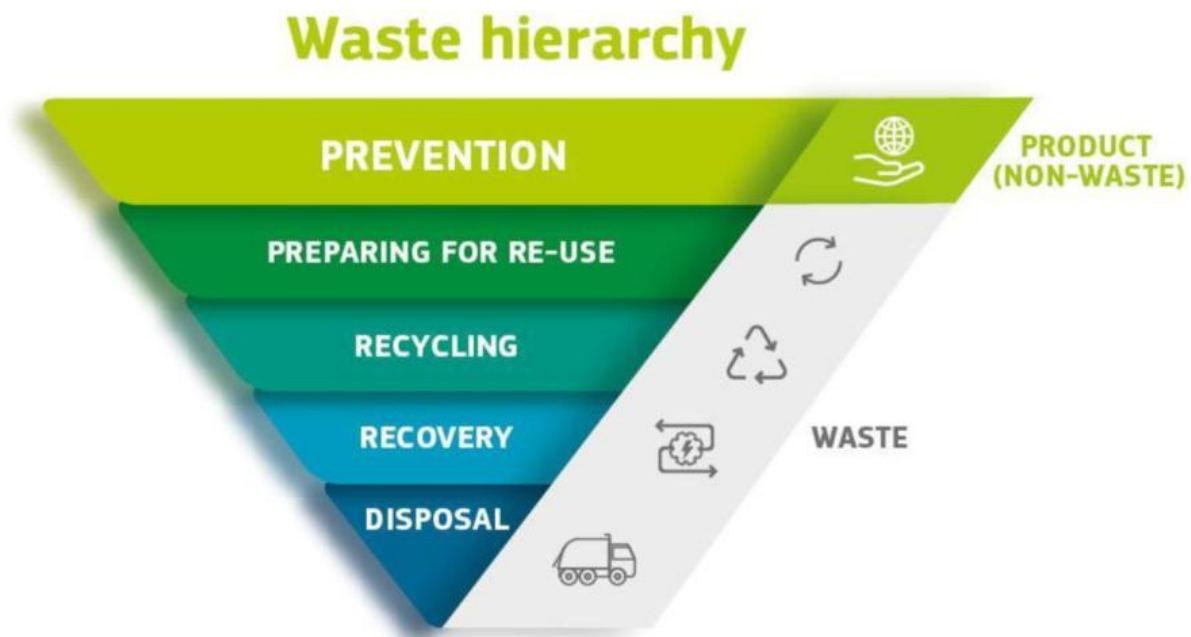 Waste hierarchy
PREVENTION
PRODUCT
(NON-WASTE)
PREPARING FOR RE-USE
RECYCLING
RECOVERY
WASTE
DISPOSAL